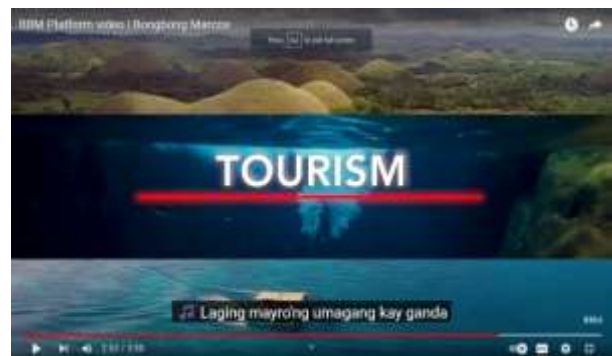 BBM Platform video | Bongbong Marcos
TOURISM
🎵 Laging mayro'ng umagang kay ganda